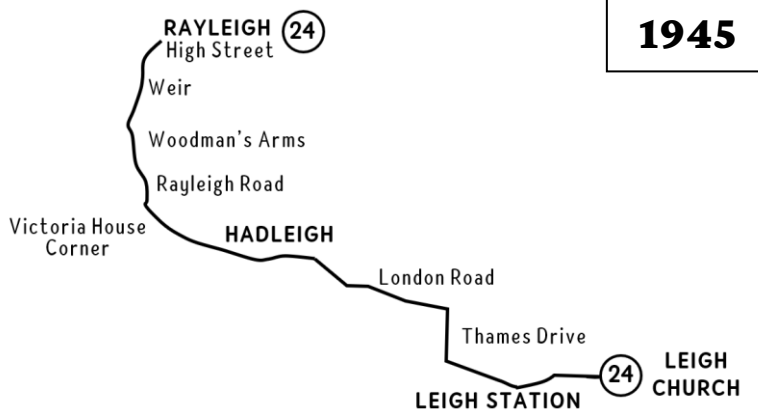 1945
RAYLEIGH 24
High Street
Weir
Woodman's Arms
Rayleigh Road
Victoria House
Corner
HADLEIGH
London Road
Thames Drive
24
LEIGH
CHURCH
LEIGH STATION